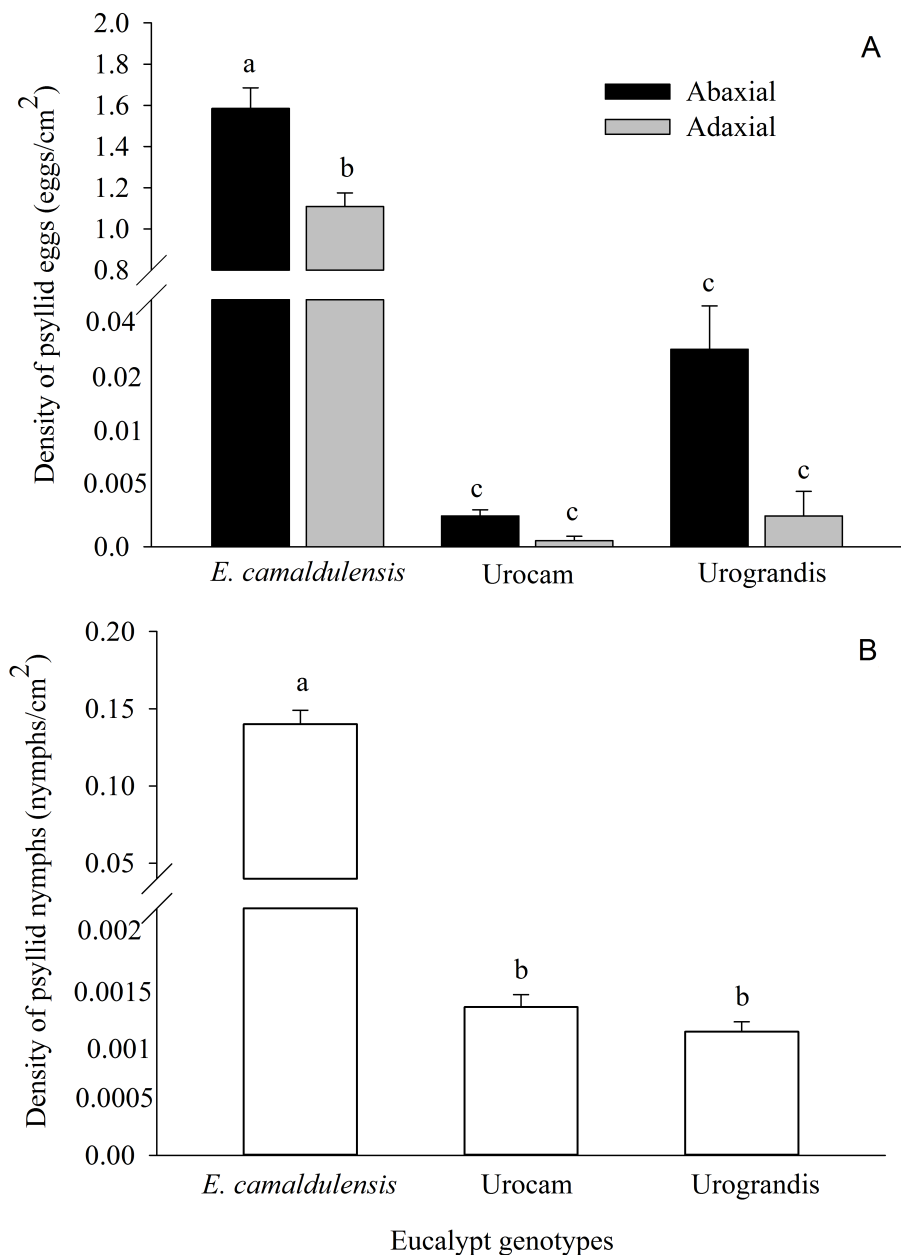 A
Density of psyllid eggs (eggs/cm2)
2.0
1.8
1.6
1.4
1.2
1.0
0.8
0.04
0.02
0.01
0.005
0.0
a
b
c
c
c
c
Abaxial
Adaxial
E. camaldulensis
Urocam
Urograndis
B
Density of psyllid nymphs (nymphs/cm2)
0.20
0.15
0.10
0.05
0.002
0.0015
0.001
0.0005
0.00
a
b
b
E. camaldulensis
Urocam
Urograndis
Eucalypt genotypes